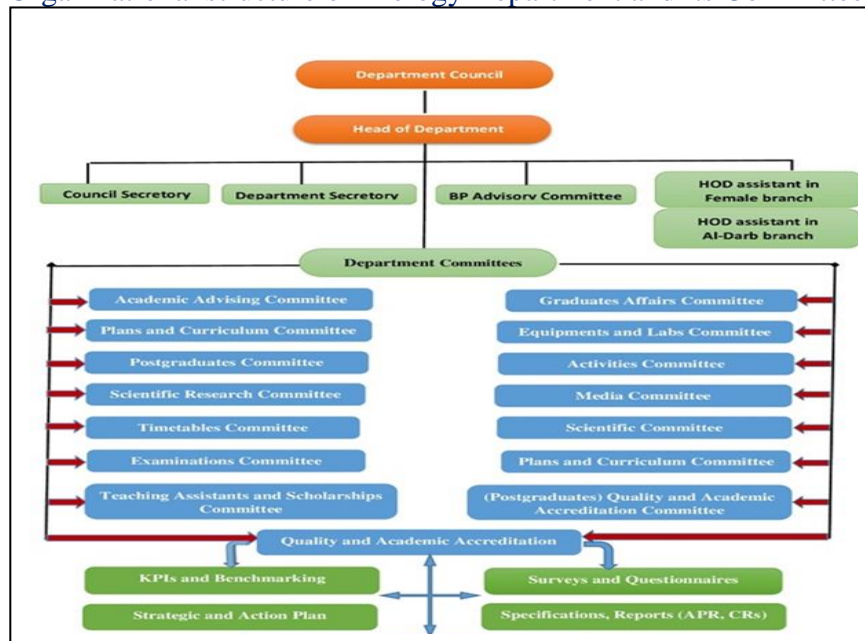 Department Council
Head of Department
Council Secretory
Department Secretory
BP Advisory Committee
HOD assistant in
Female branch
HOD assistant in
Al-Darb branch
Department Committees
Academic Advising Committee
Plans and Curriculum Committee
Postgraduates Committee
Scientific Research Committee
Timetables Committee
Examinations Committee
Teaching Assistants and Scholarships
Committee
Graduates Affairs Committee
Equipments and Labs Committee
Activities Committee
Media Committee
Scientific Committee
Plans and Curriculum Committee
(Postgraduates) Quality and Academic
Accreditation Committee
Quality and Academic Accreditation
KPIs and Benchmarking
Surveys and Questionnaires
Strategic and Action Plan
Specifications, Reports (APR, CRs)